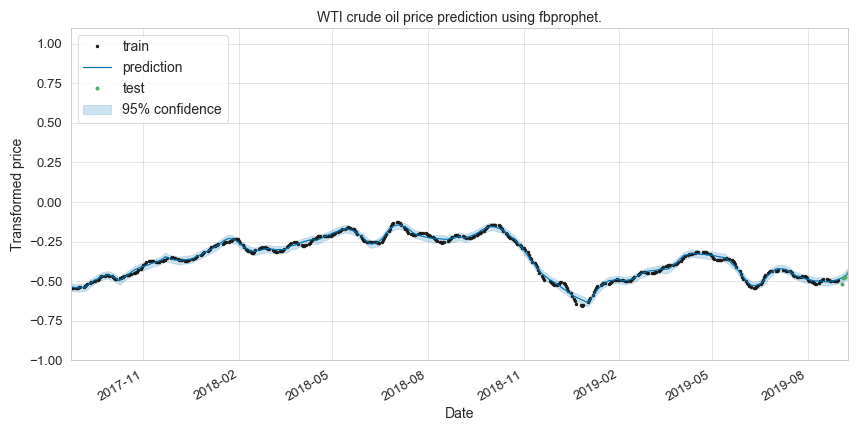 WTI crude oil price prediction using fbprophet.
train
prediction
test
95% confidence
1.00
0.75
0.50
0.25
0.00
−0.25
−0.50
−0.75
−1.00
Transformed price
2017-11
2018-02
2018-05
2018-08
2018-11
2019-02
2019-05
2019-08
Date